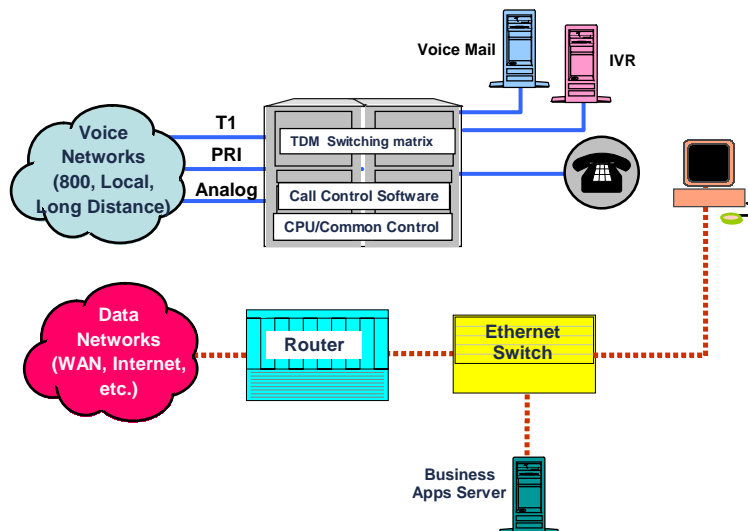 Voice Mail
IVR
T1
PRI
Analog
Voice
Networks
(800, Local,
Long Distance)
TDM Switching matrix
Call Control Software
CPU/Common Control
Data
Networks
(WAN, Internet,
etc.)
Router
Ethernet
Switch
Business
Apps Server